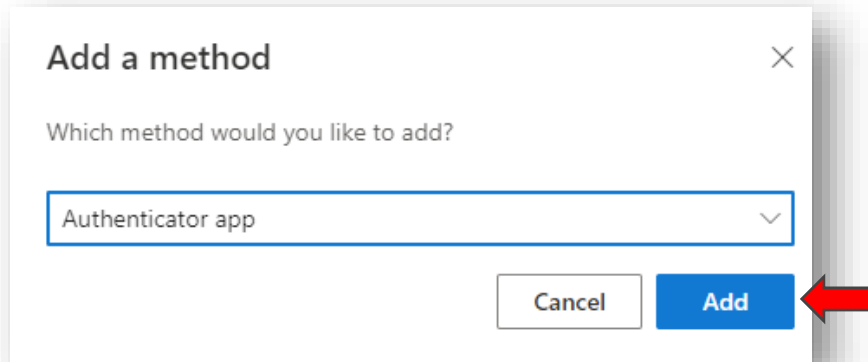 Add a method
Which method would you like to add?
Authenticator app
Cancel Add